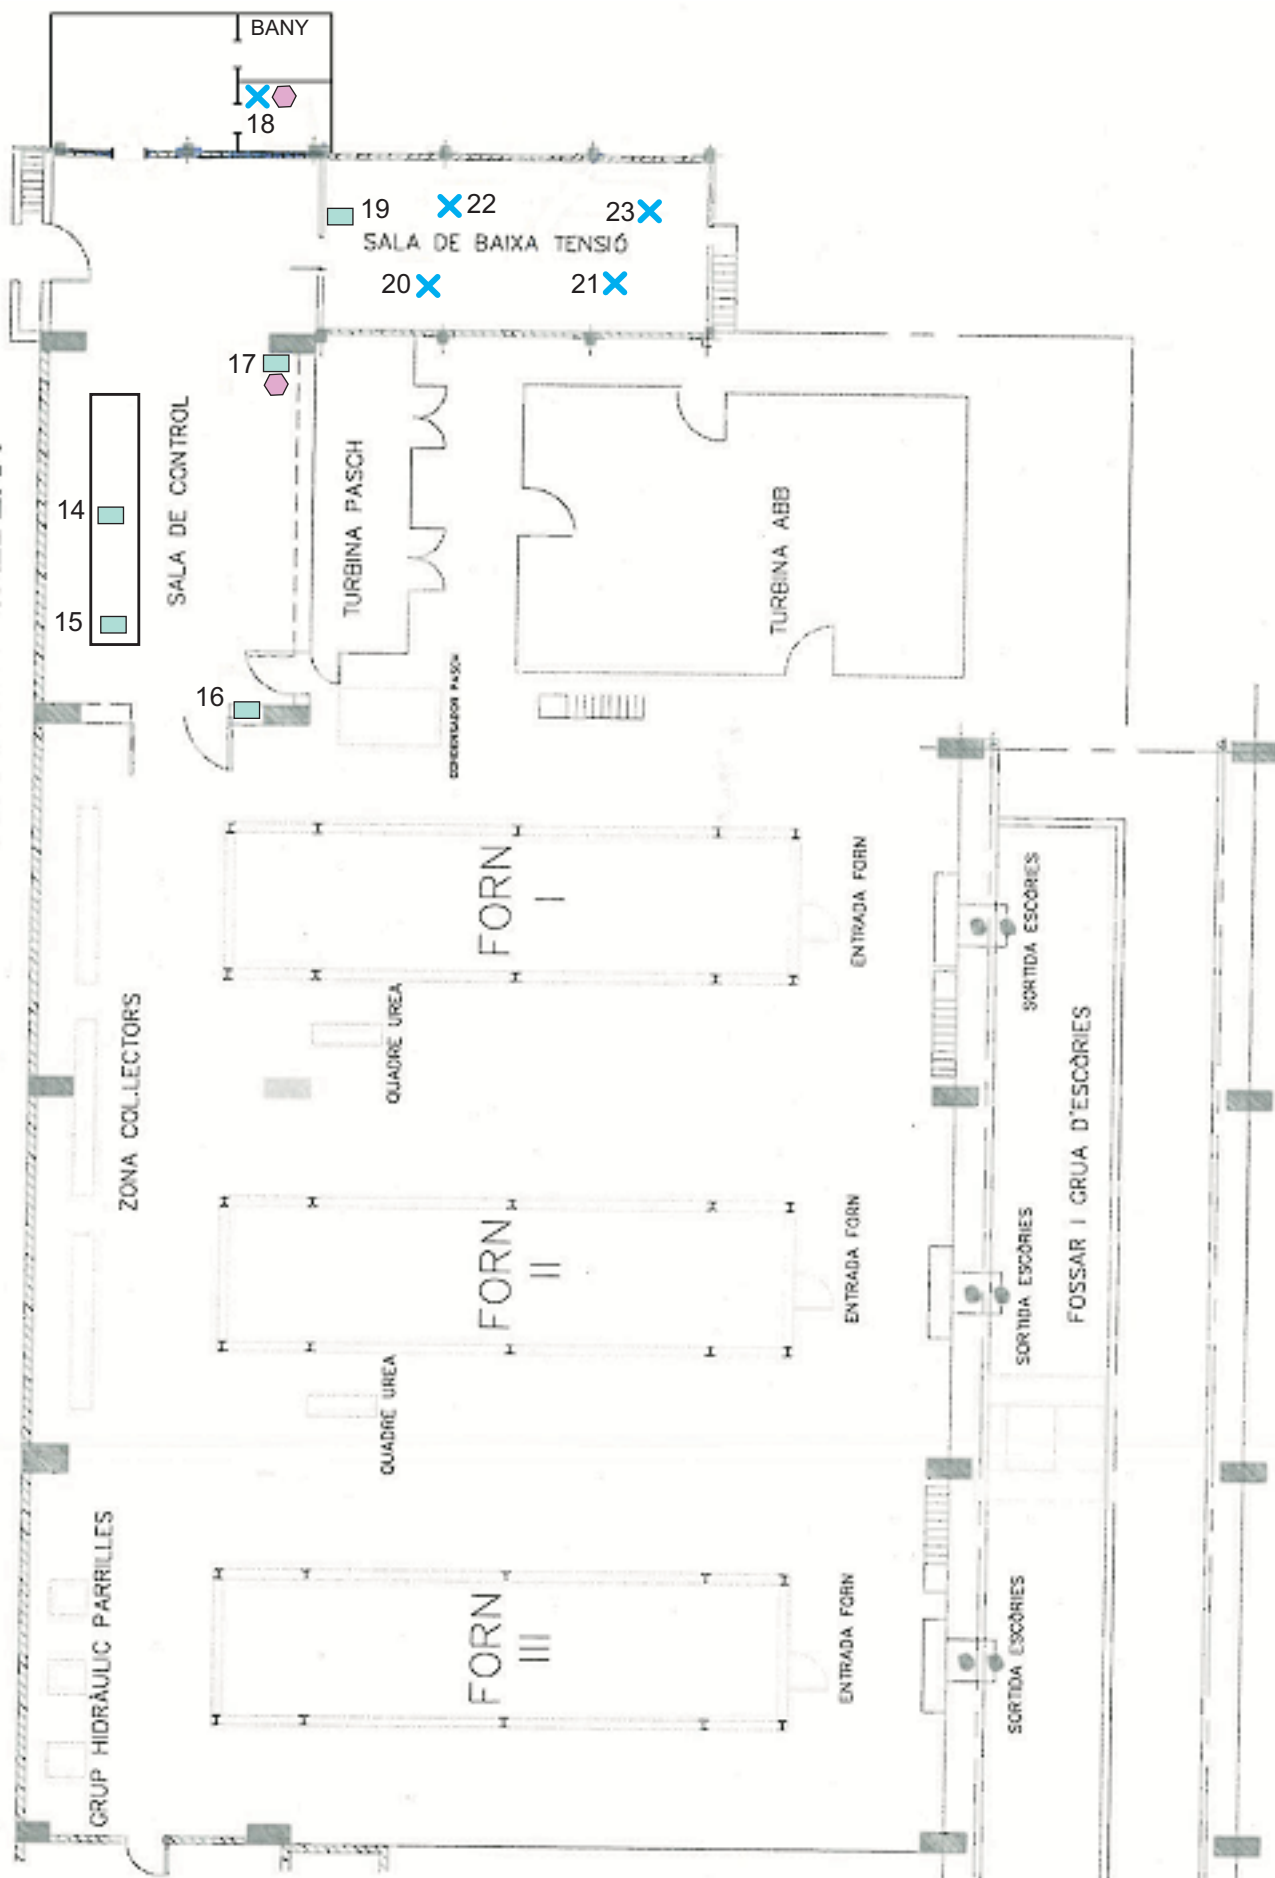 BANY
18
19
22
23
SALA DE BAIXA TENSIÓ
20
21
17
SALA DE CONTROL
TURBINA PASCH
TURBINA ABB
14
15
16
CONDENSADOR PASCH
FORN
I
ENTRADA FORN
SORTIDA ESCÒRIES
ZONA COL.LECTORS
QUADRE UREA
FOSSAR I GRUA D'ESCÒRIES
FORN
II
ENTRADA FORN
SORTIDA ESCÒRIES
QUADRE UREA
GRUP HIDRÀULIC PARRILLES
FORN
III
ENTRADA FORN
SORTIDA ESCÒRIES